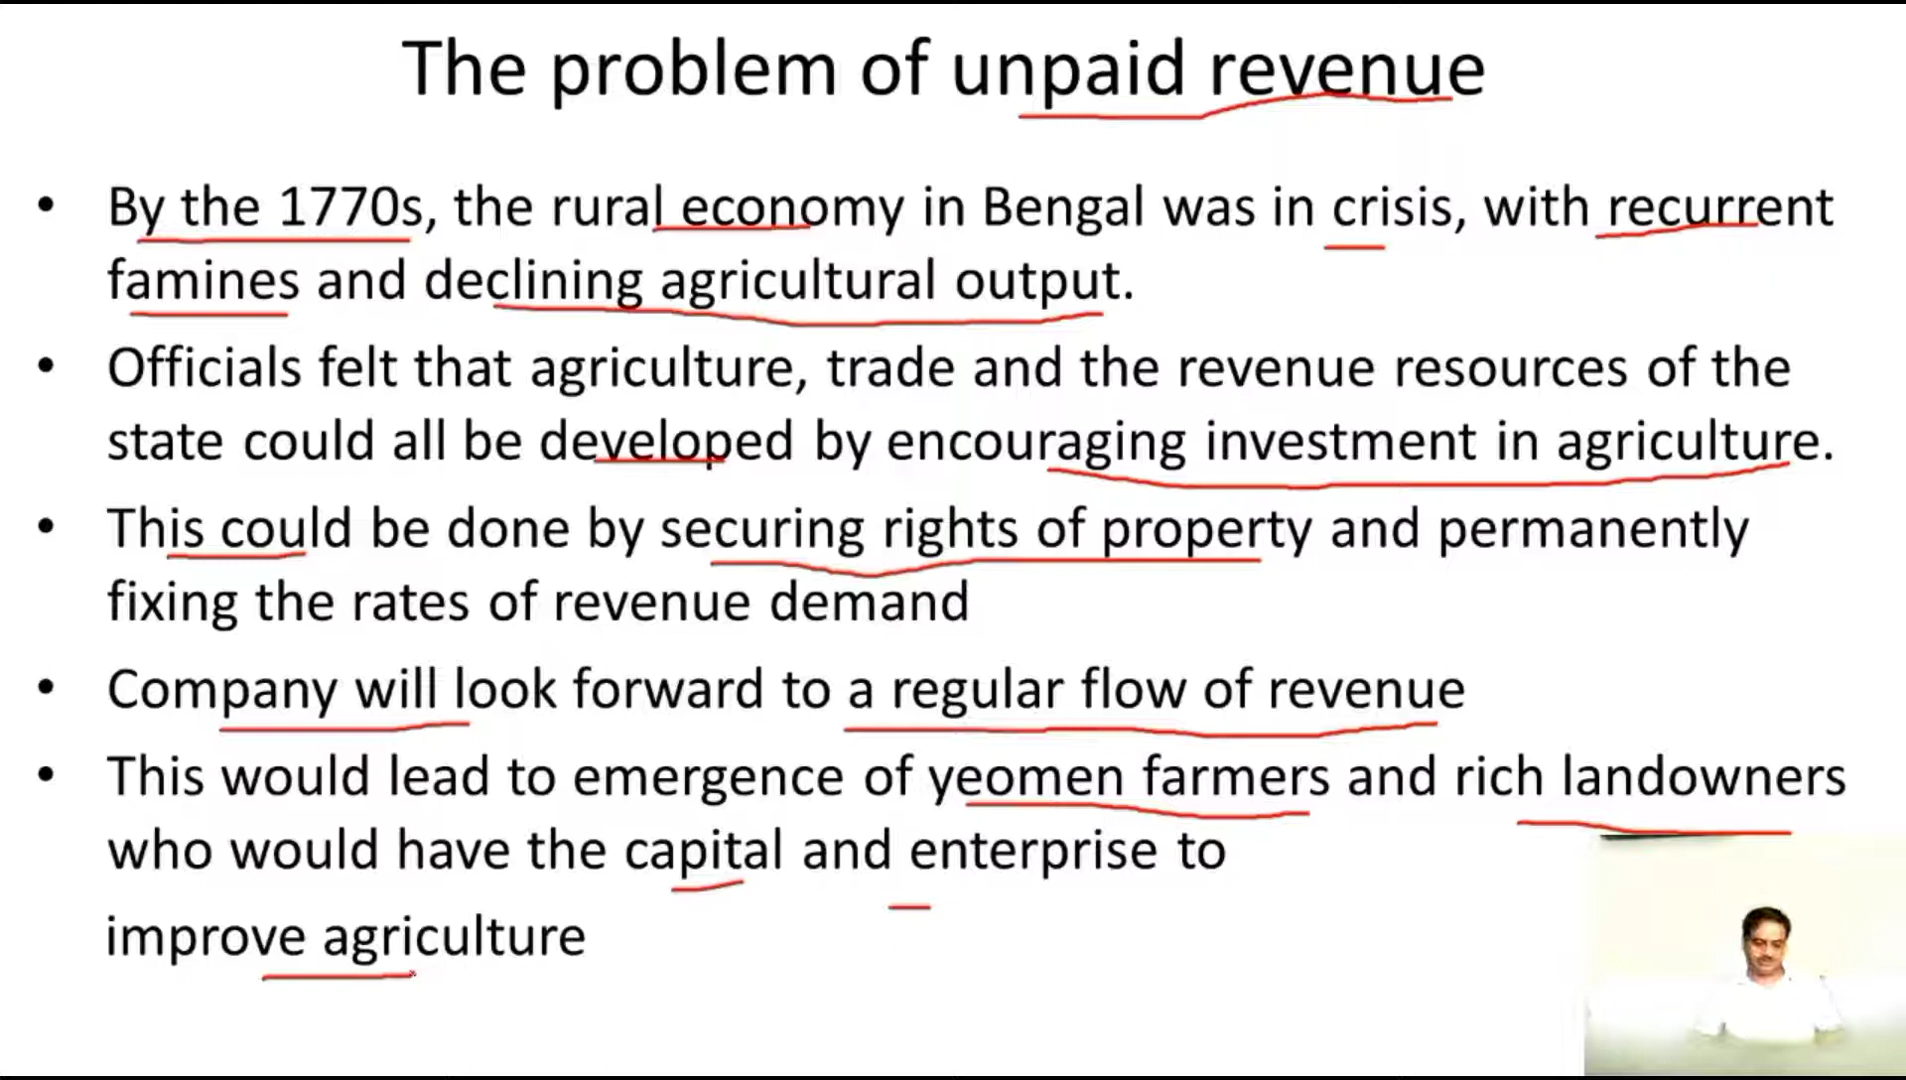 The problem of unpaid revenue
• By the 1770s, the rural economy in Bengal was in crisis, with recurrent
famines and declining agricultural output.
• Officials felt that agriculture, trade and the revenue resources of the
state could all be developed by encouraging investment in agriculture.
• This could be done by securing rights of property and permanently
fixing the rates of revenue demand
• Company will look forward to a regular flow of revenue
• This would lead to emergence of yeomen farmers and rich landowners
who would have the capital and enterprise to
improve agriculture